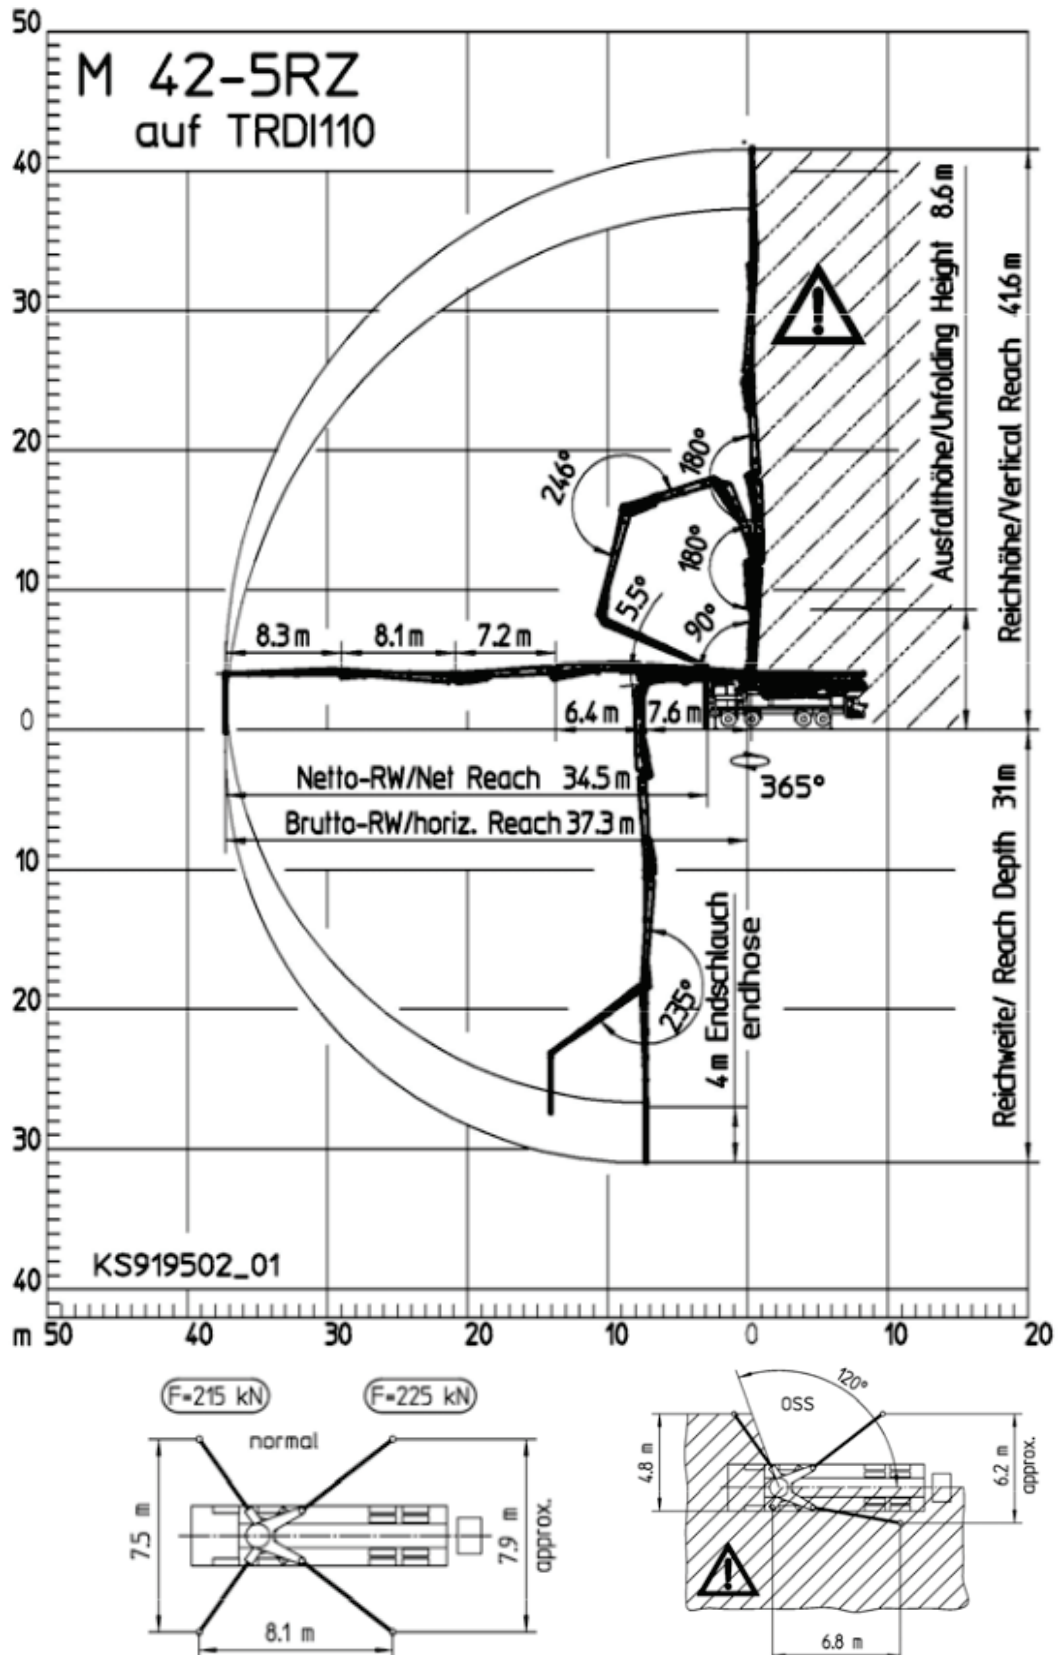 50
M 42-5RZ
auf TRDI110
40
30
20
10
0
10
20
30
40
m 50 40 30 20 10 0 10 20
Ausfalthöhe/Unfolding Height 8.6 m
Reichhöhe/Vertical Reach 41.6 m
246°
180°
180°
5.5°
90°
8.3 m 8.1 m 7.2 m
6.4 m 7.6 m
365°
Netto-RW/Net Reach 34.5 m
Brutto-RW/horiz. Reach 37.3 m
Reichweite/ Reach Depth 31m
4 m Endschlauch
endhose
235°
KS919502_01
F=215 kN F=225 kN
normal
7.5 m
7.9 m
approx.
8.1 m
120°
OSS
4.8 m
6.2 m
approx.
6.8 m